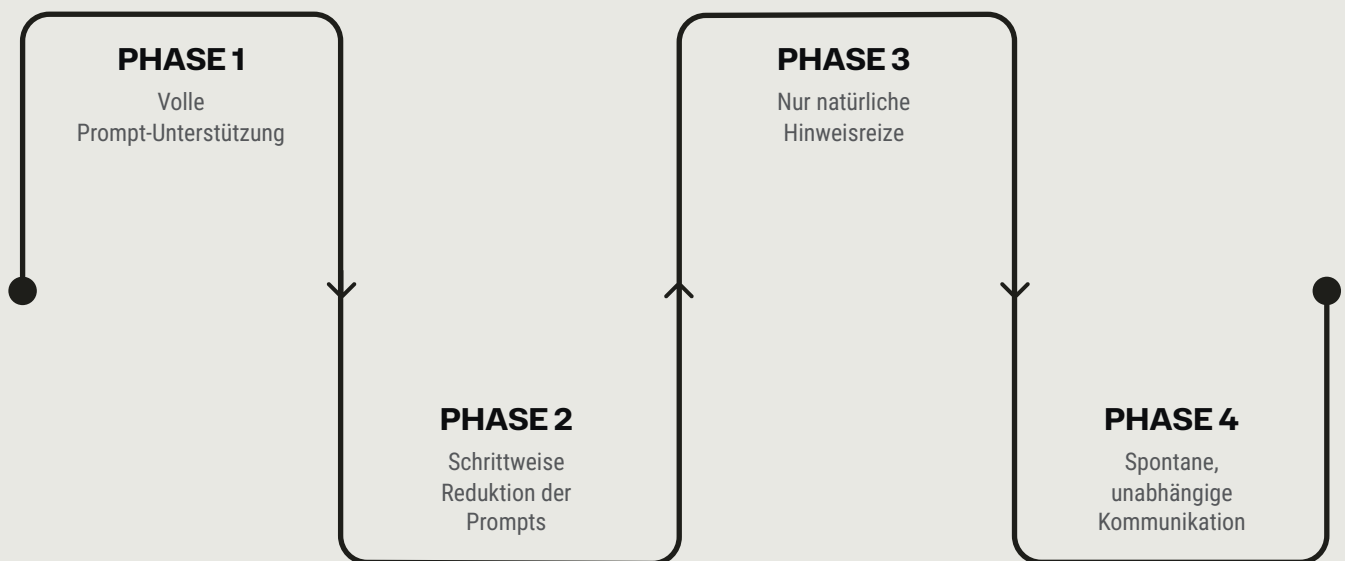 PHASE 1
Volle
Prompt-Unterstützung
PHASE 2
Schrittweise
Reduktion der
Prompts
PHASE 3
Nur natürliche
Hinweisreize
PHASE 4
Spontane,
unabhängige
Kommunikation